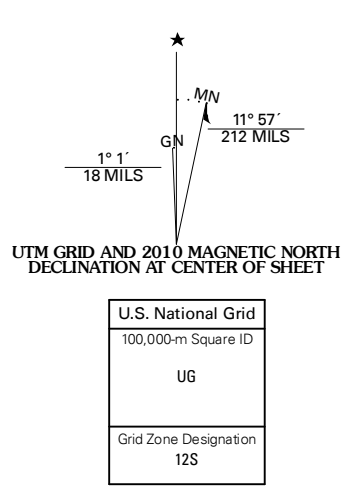 ★
MN
11° 57´
212 MILS
GN
1° 1´
18 MILS
UTM GRID AND 2010 MAGNETIC NORTH
DECLINATION AT CENTER OF SHEET
U.S. National Grid
100,000-m Square ID
UG
Grid Zone Designation
12S